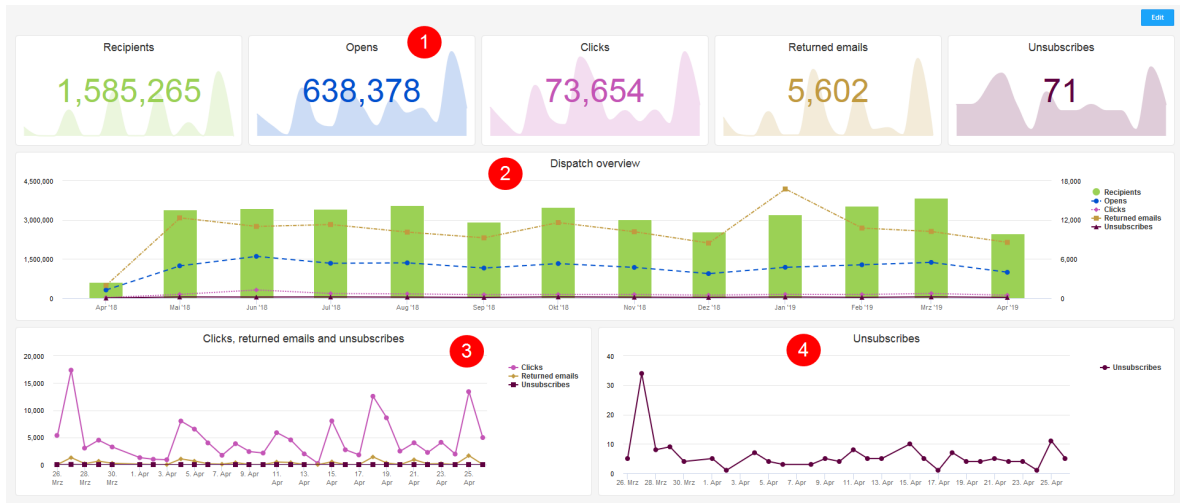 Edit
Recipients
1,585,265
Opens
1
638,378
Clicks
73,654
Returned emails
5,602
Unsubscribes
71
Dispatch overview
2
4,500,000
3,000,000
1,500,000
0
18,000
12,000
6,000
0
Recipients
Opens
Clicks
Returned emails
Unsubscribes
Apr '18 Mai '18 Jun '18 Jul '18 Aug '18 Sep '18 Okt '18 Nov '18 Dez '18 Jan '19 Feb '19 Mrz '19 Apr '19
Clicks, returned emails and unsubscribes
3
20,000
15,000
10,000
5,000
0
Clicks
Returned emails
Unsubscribes
26. 28. 30. 1. Apr 3. Apr 5. Apr 7. Apr 9. Apr 11. 13. 15. 17. 19. 21. 23. 25.
Mrz Mrz Mrz Apr Apr Apr Apr Apr Apr Apr Apr
Unsubscribes
4
40
30
20
10
0
Unsubscribes
26. Mrz 28. Mrz 30. Mrz 1. Apr 3. Apr 5. Apr 7. Apr 9. Apr 11. Apr 13. Apr 15. Apr 17. Apr 19. Apr 21. Apr 23. Apr 25. Apr